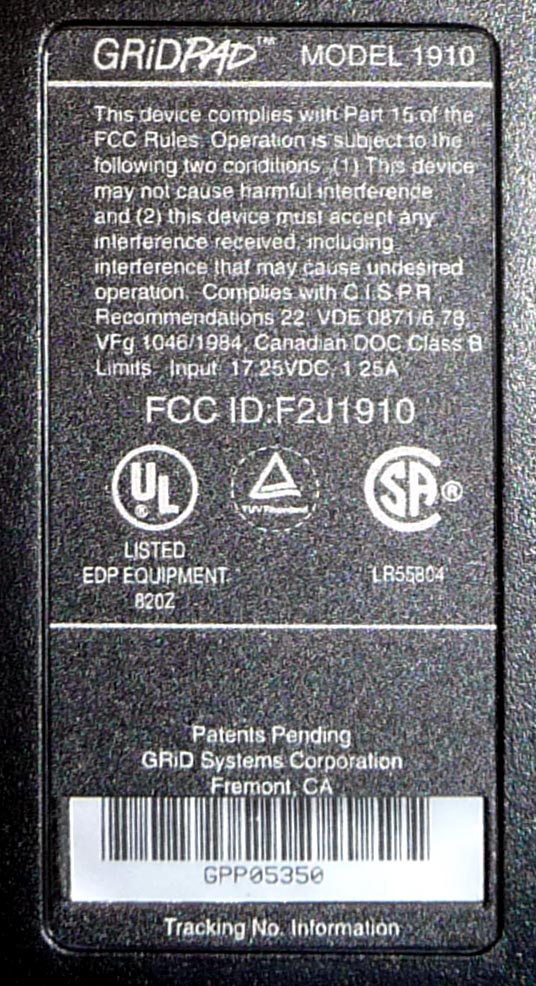 GRiDPAD™ MODEL 1910
This device complies with Part 15 of the
FCC Rules. Operation is subject to the
following two conditions. (1) This device
may not cause harmful interference
and (2) this device must accept any
interference received, including
interference that may cause undesired
operation. Complies with C.I.S.P.R.
Recommendations 22, VDE 0871/6.78,
VFg 1046/1984, Canadian DOC Class B
Limits. Input 17.25VDC, 1.25A
FCC ID:F2J1910
UL ®
TUV Rheinland
SA ®
LISTED
EDP EQUIPMENT
820Z
LR55804
Patents Pending
GRiD Systems Corporation
Fremont, CA
GPP05350
Tracking No. Information